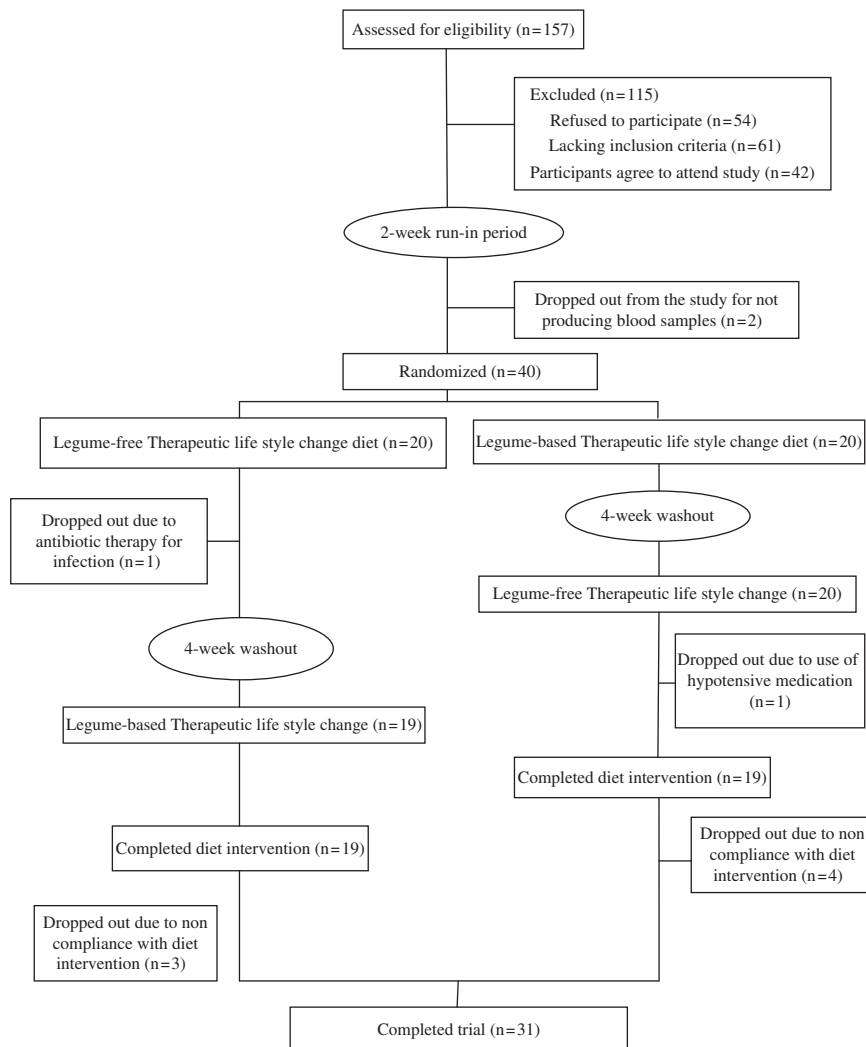 Assessed for eligibility (n=157)
Excluded (n=115)
Refused to participate (n=54)
Lacking inclusion criteria (n=61)
Participants agree to attend study (n=42)
2-week run-in period
Dropped out from the study for not
producing blood samples (n=2)
Randomized (n=40)
Legume-free Therapeutic life style change diet (n=20)
Legume-based Therapeutic life style change diet (n=20)
Dropped out due to
antibiotic therapy for
infection (n=1)
4-week washout
Legume-free Therapeutic life style change (n=20)
4-week washout
Dropped out due to use of
hypotensive medication
(n=1)
Legume-based Therapeutic life style change (n=19)
Completed diet intervention (n=19)
Completed diet intervention (n=19)
Dropped out due to non
compliance with diet
intervention (n=4)
Dropped out due to non
compliance with diet
intervention (n=3)
Completed trial (n=31)